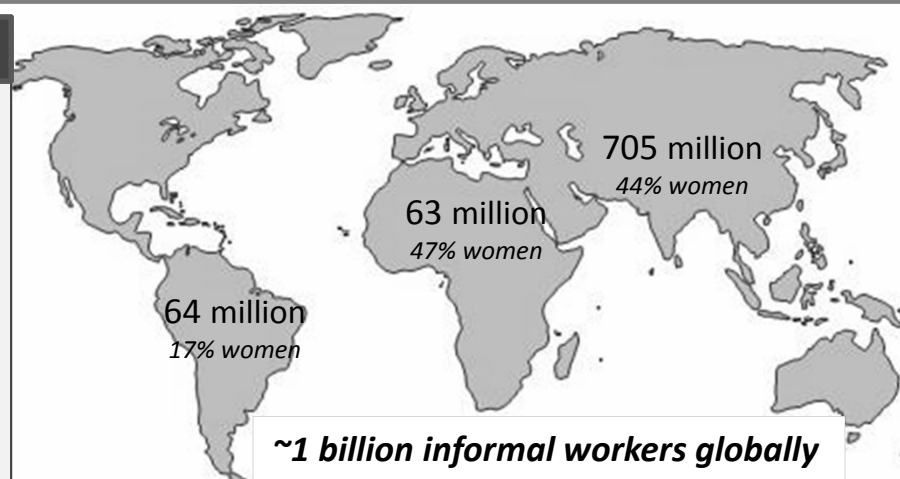 705 million
44% women
63 million
47% women
64 million
17% women
~1 billion informal workers globally